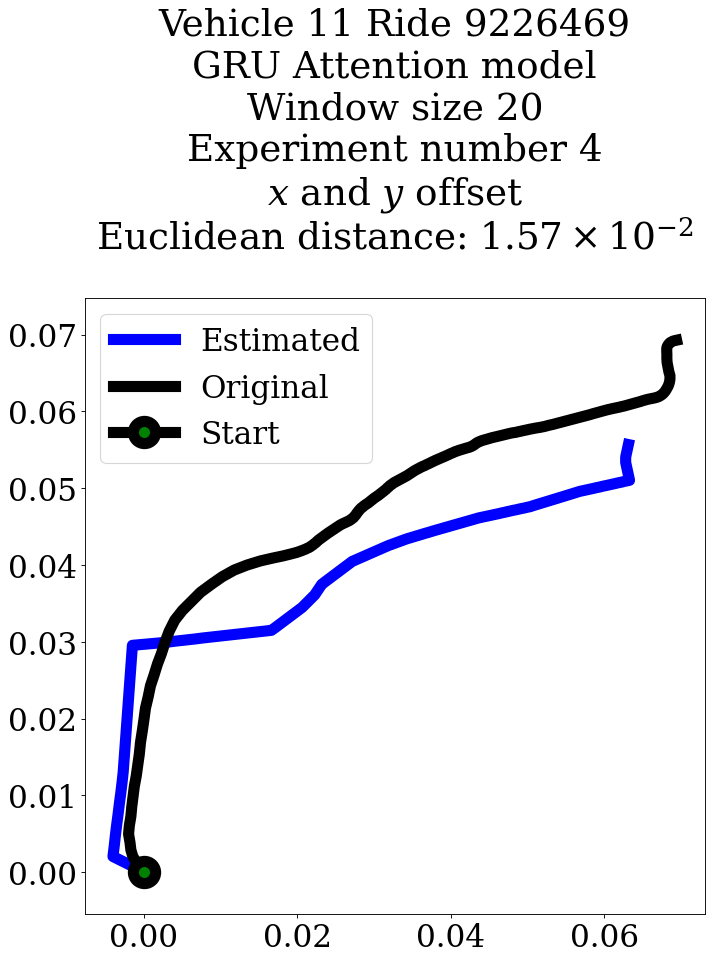 Vehicle 11 Ride 9226469
GRU Attention model
Window size 20
Experiment number 4
x and y offset
Euclidean distance: 1.57 × 10⁻²
Estimated
Original
Start
0.07
0.06
0.05
0.04
0.03
0.02
0.01
0.00
0.00 0.02 0.04 0.06